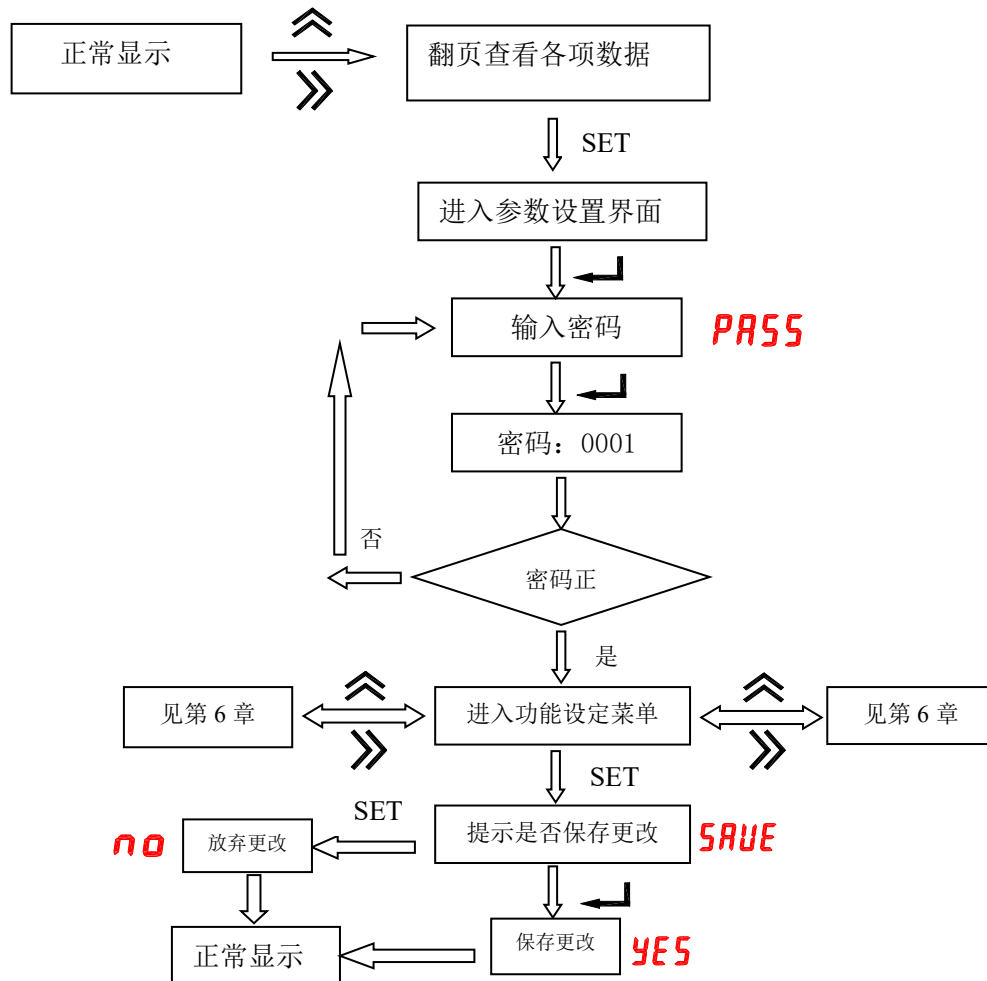 正常显示
翻页查看各项数据
SET
进入参数设置界面
输入密码
PASS
密码：0001
否
密码正
是
见第 6 章
进入功能设定菜单
见第 6 章
SET
SET
no
放弃更改
提示是否保存更改
SAVE
正常显示
保存更改
YES